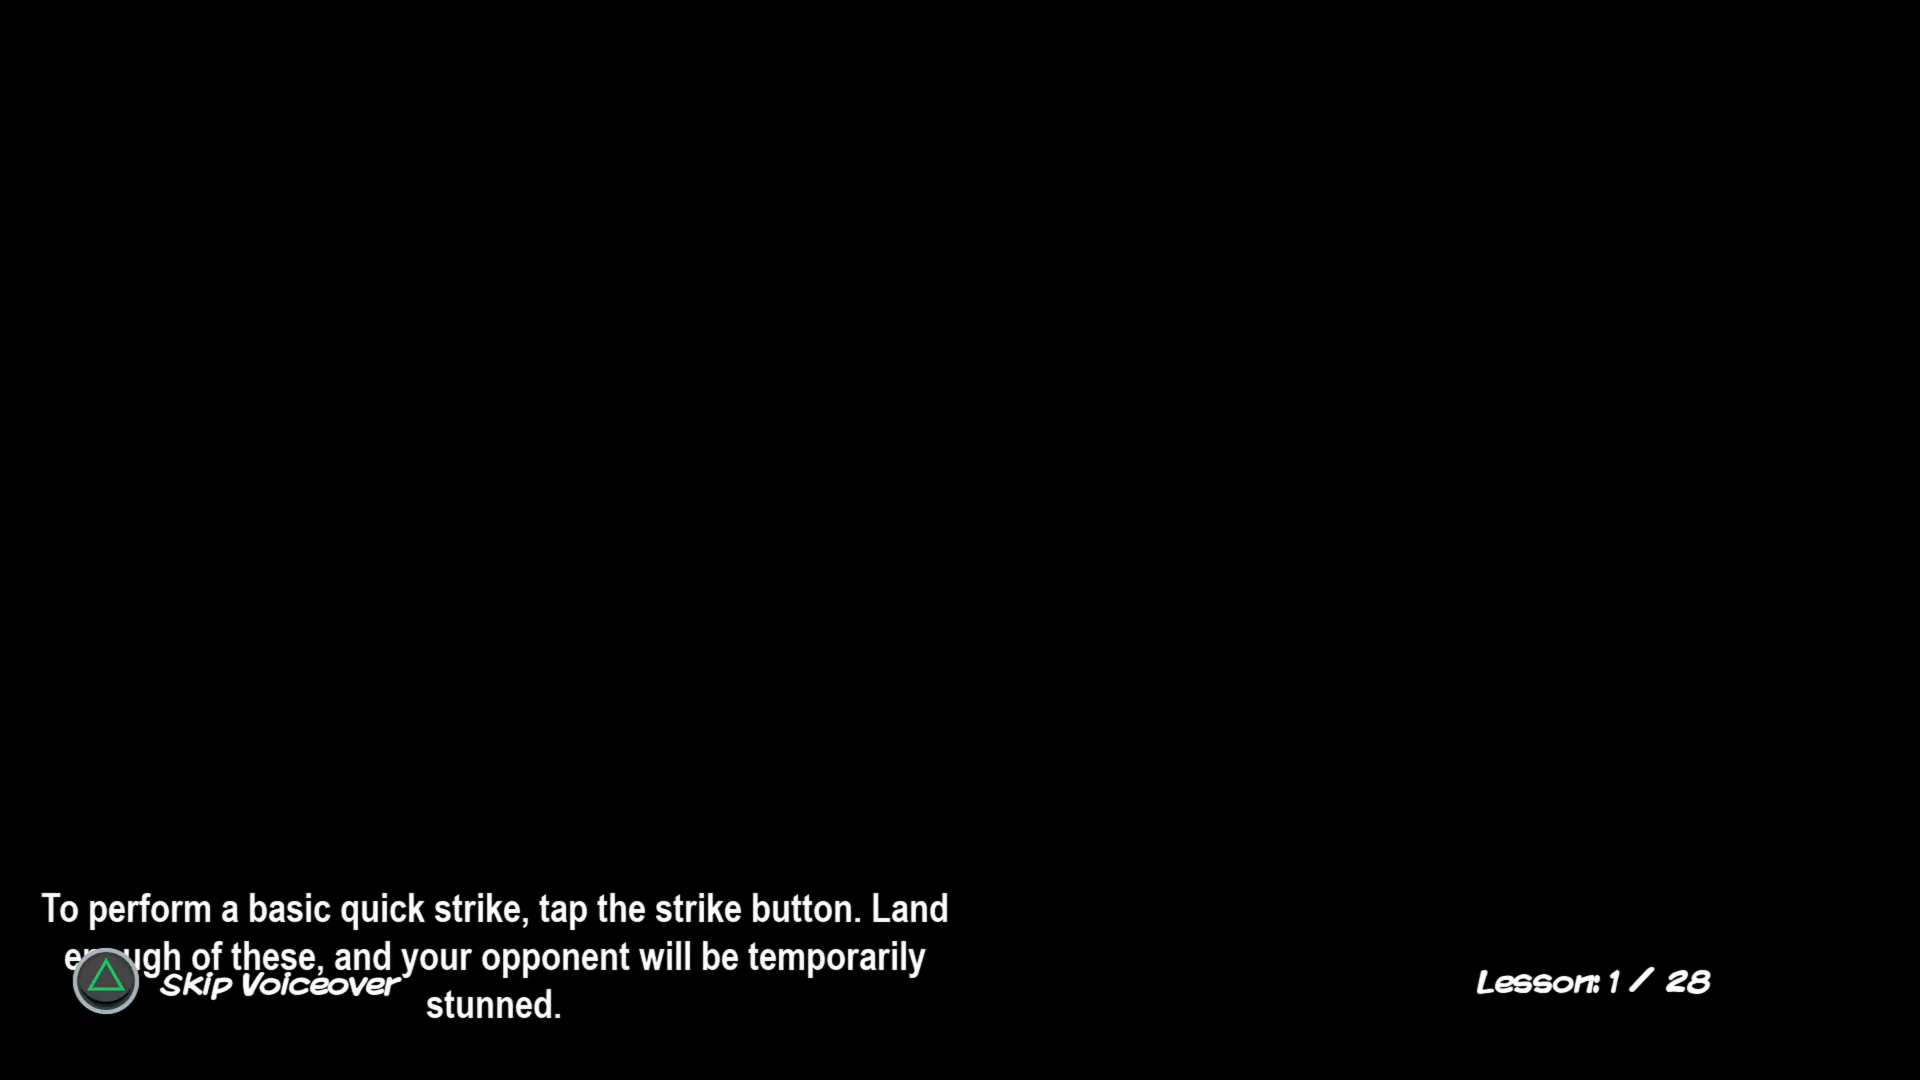 To perform a basic quick strike, tap the strike button. Land
enough of these, and your opponent will be temporarily
stunned.
Skip Voiceover
Lesson: 1 / 28